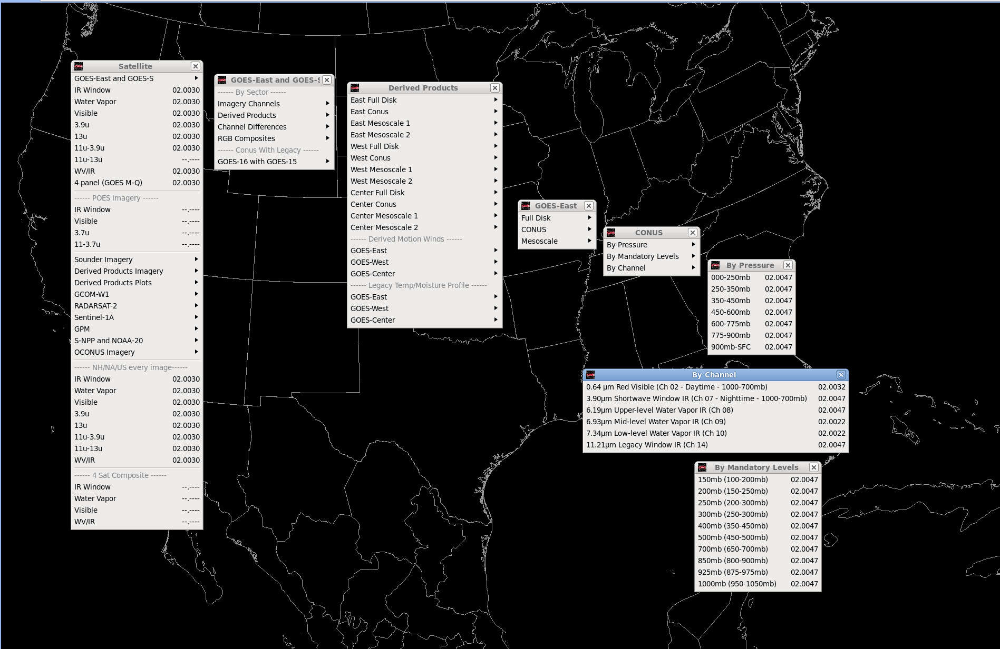 Satellite
GOES-East and GOES-S
IR Window 02.0030
Water Vapor 02.0030
Visible 02.0030
3.9u 02.0030
13u 02.0030
11u-3.9u 02.0030
11u-13u --.----
WV/IR 02.0030
4 panel (GOES M-Q) 02.0030
------ POES Imagery ------
IR Window --.----
Visible --.----
3.7u --.----
11-3.7u --.----
Sounder Imagery
Derived Products Imagery
Derived Products Plots
GCOM-W1
RADARSAT-2
Sentinel-1A
GPM
S-NPP and NOAA-20
OCONUS Imagery
------ NH/NA/US every image------
IR Window 02.0030
Water Vapor 02.0030
Visible 02.0030
3.9u 02.0030
13u 02.0030
11u-3.9u 02.0030
11u-13u 02.0030
WV/IR 02.0030
------ 4 Sat Composite ------
IR Window --.----
Water Vapor --.----
Visible --.----
WV/IR --.----
GOES-East and GOES-S
------ By Sector ------
Imagery Channels
Derived Products
Channel Differences
RGB Composites
------ Conus With Legacy ------
GOES-16 with GOES-15
Derived Products
East Full Disk
East Conus
East Mesoscale 1
East Mesoscale 2
West Full Disk
West Conus
West Mesoscale 1
West Mesoscale 2
Center Full Disk
Center Conus
Center Mesoscale 1
Center Mesoscale 2
------ Derived Motion Winds ------
GOES-East
GOES-West
GOES-Center
------ Legacy Temp/Moisture Profile ------
GOES-East
GOES-West
GOES-Center
GOES-East
Full Disk
CONUS
Mesoscale
CONUS
By Pressure
By Mandatory Levels
By Channel
By Pressure
000-250mb 02.0047
250-350mb 02.0047
350-450mb 02.0047
450-600mb 02.0047
600-775mb 02.0047
775-900mb 02.0047
900mb-SFC 02.0047
By Channel
0.64 µm Red Visible (Ch 02 - Daytime - 1000-700mb) 02.0032
3.90µm Shortwave Window IR (Ch 07 - Nighttime - 1000-700mb) 02.0047
6.19µm Upper-level Water Vapor IR (Ch 08) 02.0047
6.93µm Mid-level Water Vapor IR (Ch 09) 02.0022
7.34µm Low-level Water Vapor IR (Ch 10) 02.0022
11.21µm Legacy Window IR (Ch 14) 02.0047
By Mandatory Levels
150mb (100-200mb) 02.0047
200mb (150-250mb) 02.0047
250mb (200-300mb) 02.0047
300mb (250-300mb) 02.0047
400mb (350-450mb) 02.0047
500mb (450-500mb) 02.0047
700mb (650-700mb) 02.0047
850mb (800-900mb) 02.0047
925mb (875-975mb) 02.0047
1000mb (950-1050mb) 02.0047